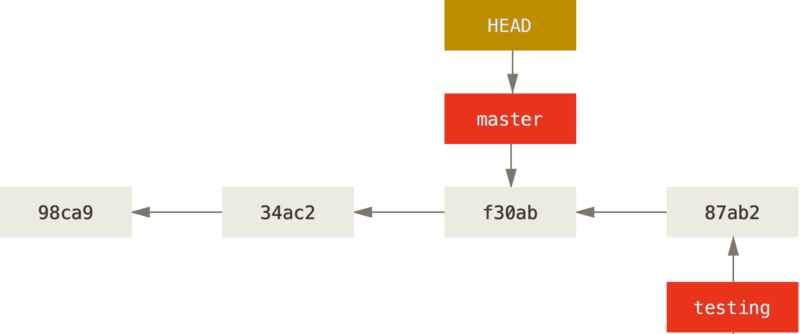 HEAD
master
98ca9
34ac2
f30ab
87ab2
testing